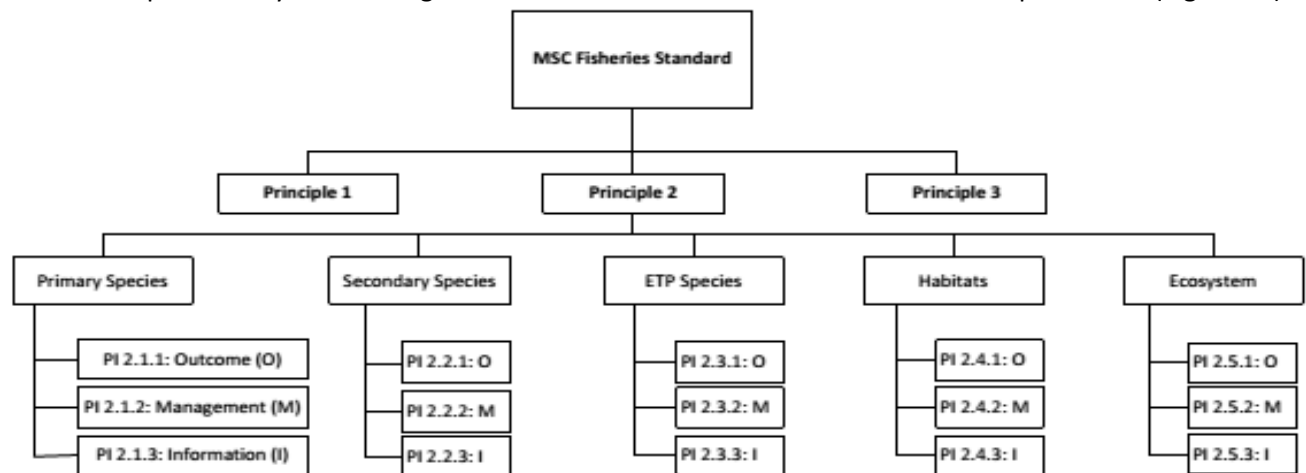 MSC Fisheries Standard
Principle 1
Principle 2
Principle 3
Primary Species
Secondary Species
ETP Species
Habitats
Ecosystem
PI 2.1.1: Outcome (O)
PI 2.2.1: O
PI 2.3.1: O
PI 2.4.1: O
PI 2.5.1: O
PI 2.1.2: Management (M)
PI 2.2.2: M
PI 2.3.2: M
PI 2.4.2: M
PI 2.5.2: M
PI 2.1.3: Information (I)
PI 2.2.3: I
PI 2.3.3: I
PI 2.4.3: I
PI 2.5.3: I